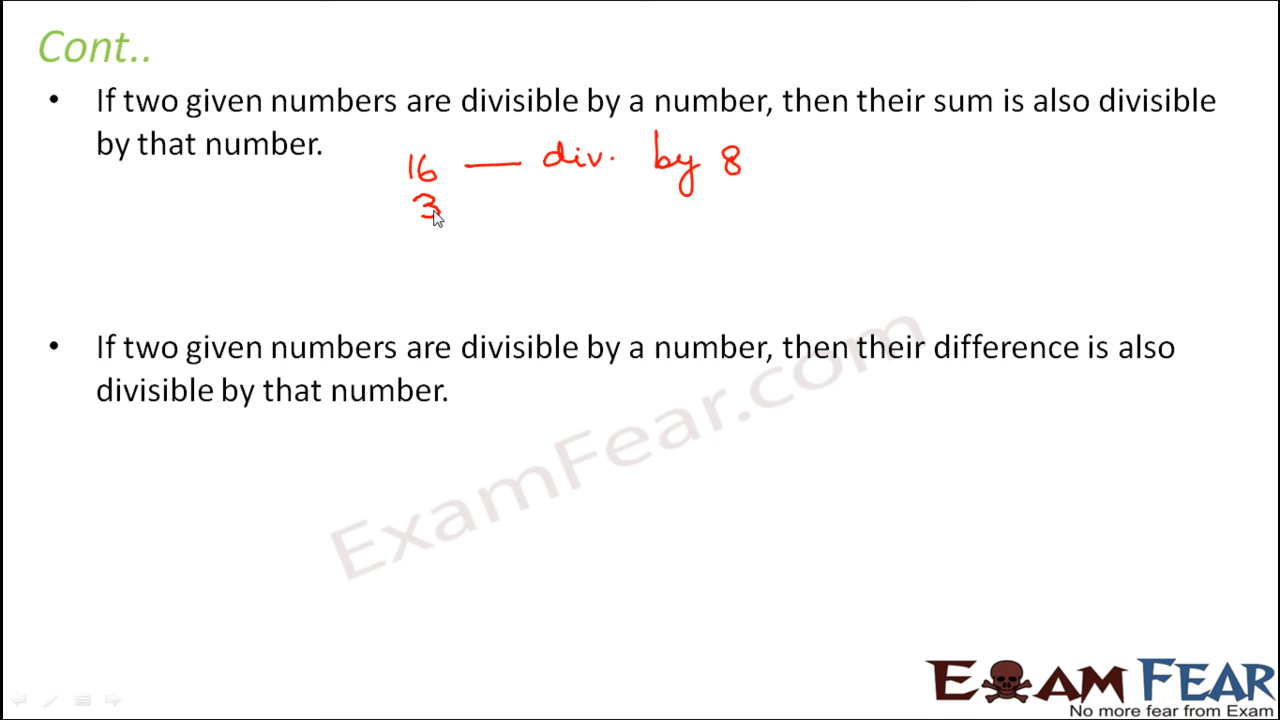 Cont..
• If two given numbers are divisible by a number, then their sum is also divisible
by that number.
16 — div. by 8
3
• If two given numbers are divisible by a number, then their difference is also
divisible by that number.
ExamFear.com
EXAM FEAR
No more fear from Exam